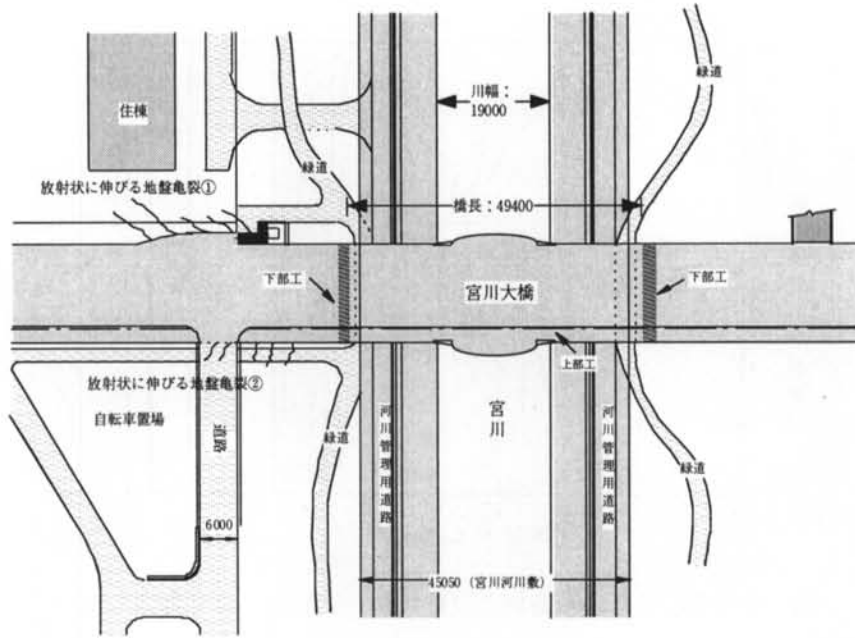 住棟
川幅：
19000
緑道
緑道
放射状に伸びる地盤亀裂①
橋長：49400
下部工
宮川大橋
下部工
上部工
放射状に伸びる地盤亀裂②
自転車置場
道路
緑道
河川管理用道路
宮川
河川管理用道路
緑道
6000
45050（宮川河川敷）